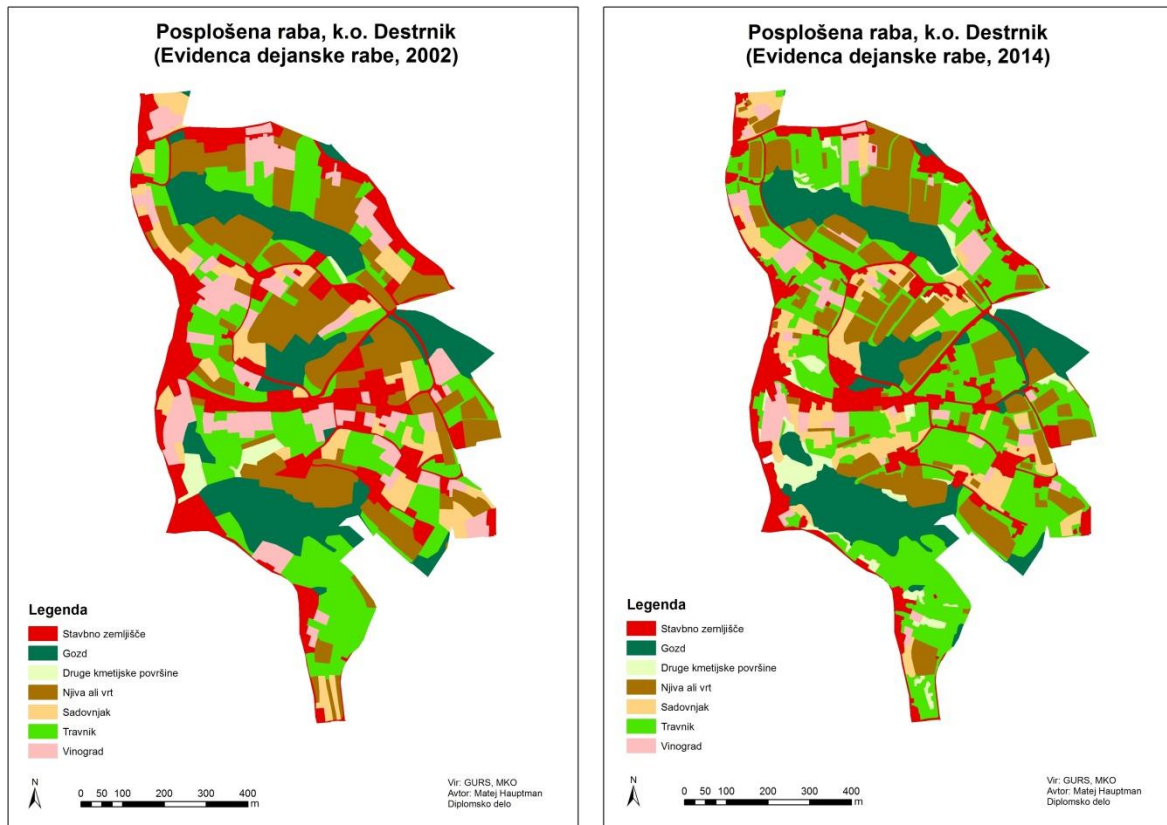 Posplošena raba, k.o. Destrnik
(Evidenca dejanske rabe, 2002)
Legenda
Stavbno zemljišče
Gozd
Druge kmetijske površine
Njiva ali vrt
Sadovnjak
Travnik
Vinograd
N
0 50 100 200 300 400
m
Vir: GURS, MKO
Avtor: Matej Hauptman
Diplomsko delo
Posplošena raba, k.o. Destrnik
(Evidenca dejanske rabe, 2014)
Legenda
Stavbno zemljišče
Gozd
Druge kmetijske površine
Njiva ali vrt
Sadovnjak
Travnik
Vinograd
N
0 50 100 200 300 400
m
Vir: GURS, MKO
Avtor: Matej Hauptman
Diplomsko delo